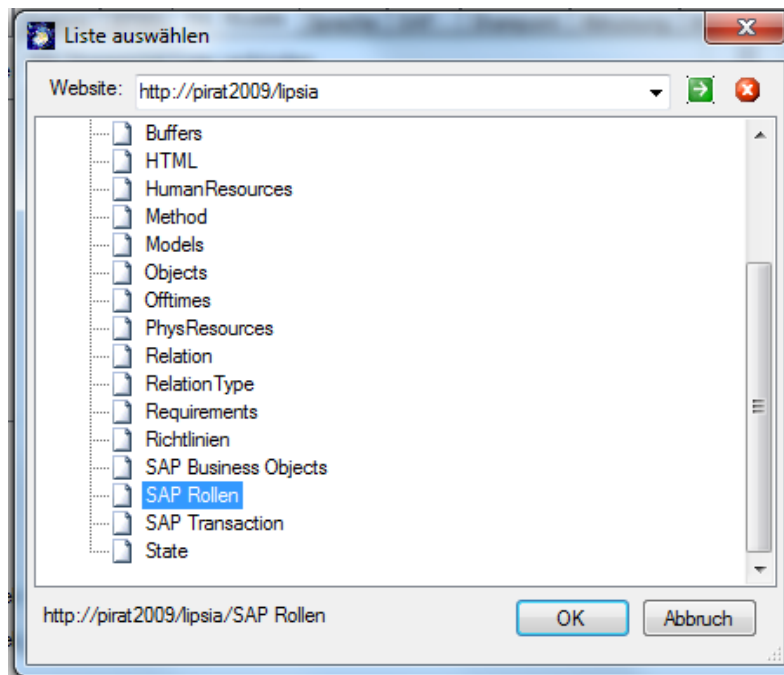 Liste auswählen
Website: http://pirat2009/lipsia
Buffers
HTML
HumanResources
Method
Models
Objects
Offtimes
PhysResources
Relation
RelationType
Requirements
Richtlinien
SAP Business Objects
SAP Rollen
SAP Transaction
State
http://pirat2009/lipsia/SAP Rollen OK Abbruch